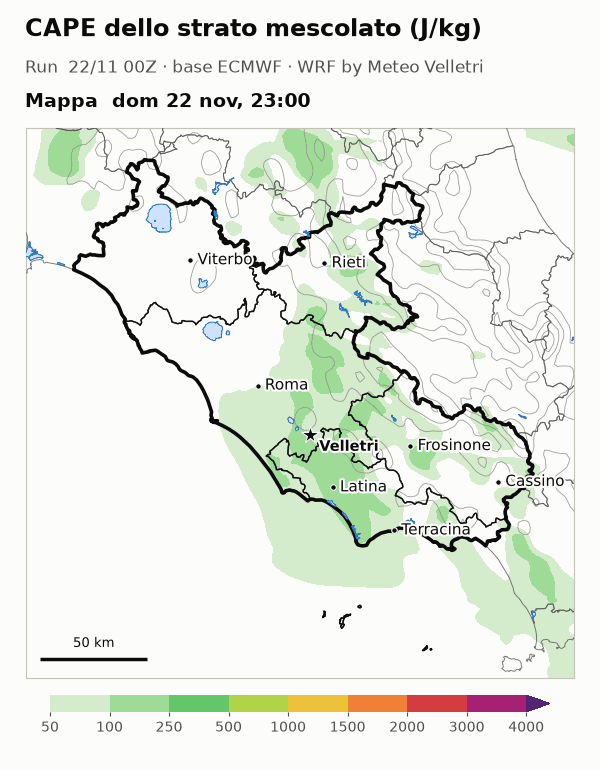 CAPE dello strato mescolato (J/kg)
Run 22/11 00Z · base ECMWF · WRF by Meteo Velletri
Mappa dom 22 nov, 23:00
Viterbo
Rieti
Roma
Velletri
Frosinone
Latina
Cassino
Terracina
50 km
50 100 250 500 1000 1500 2000 3000 4000